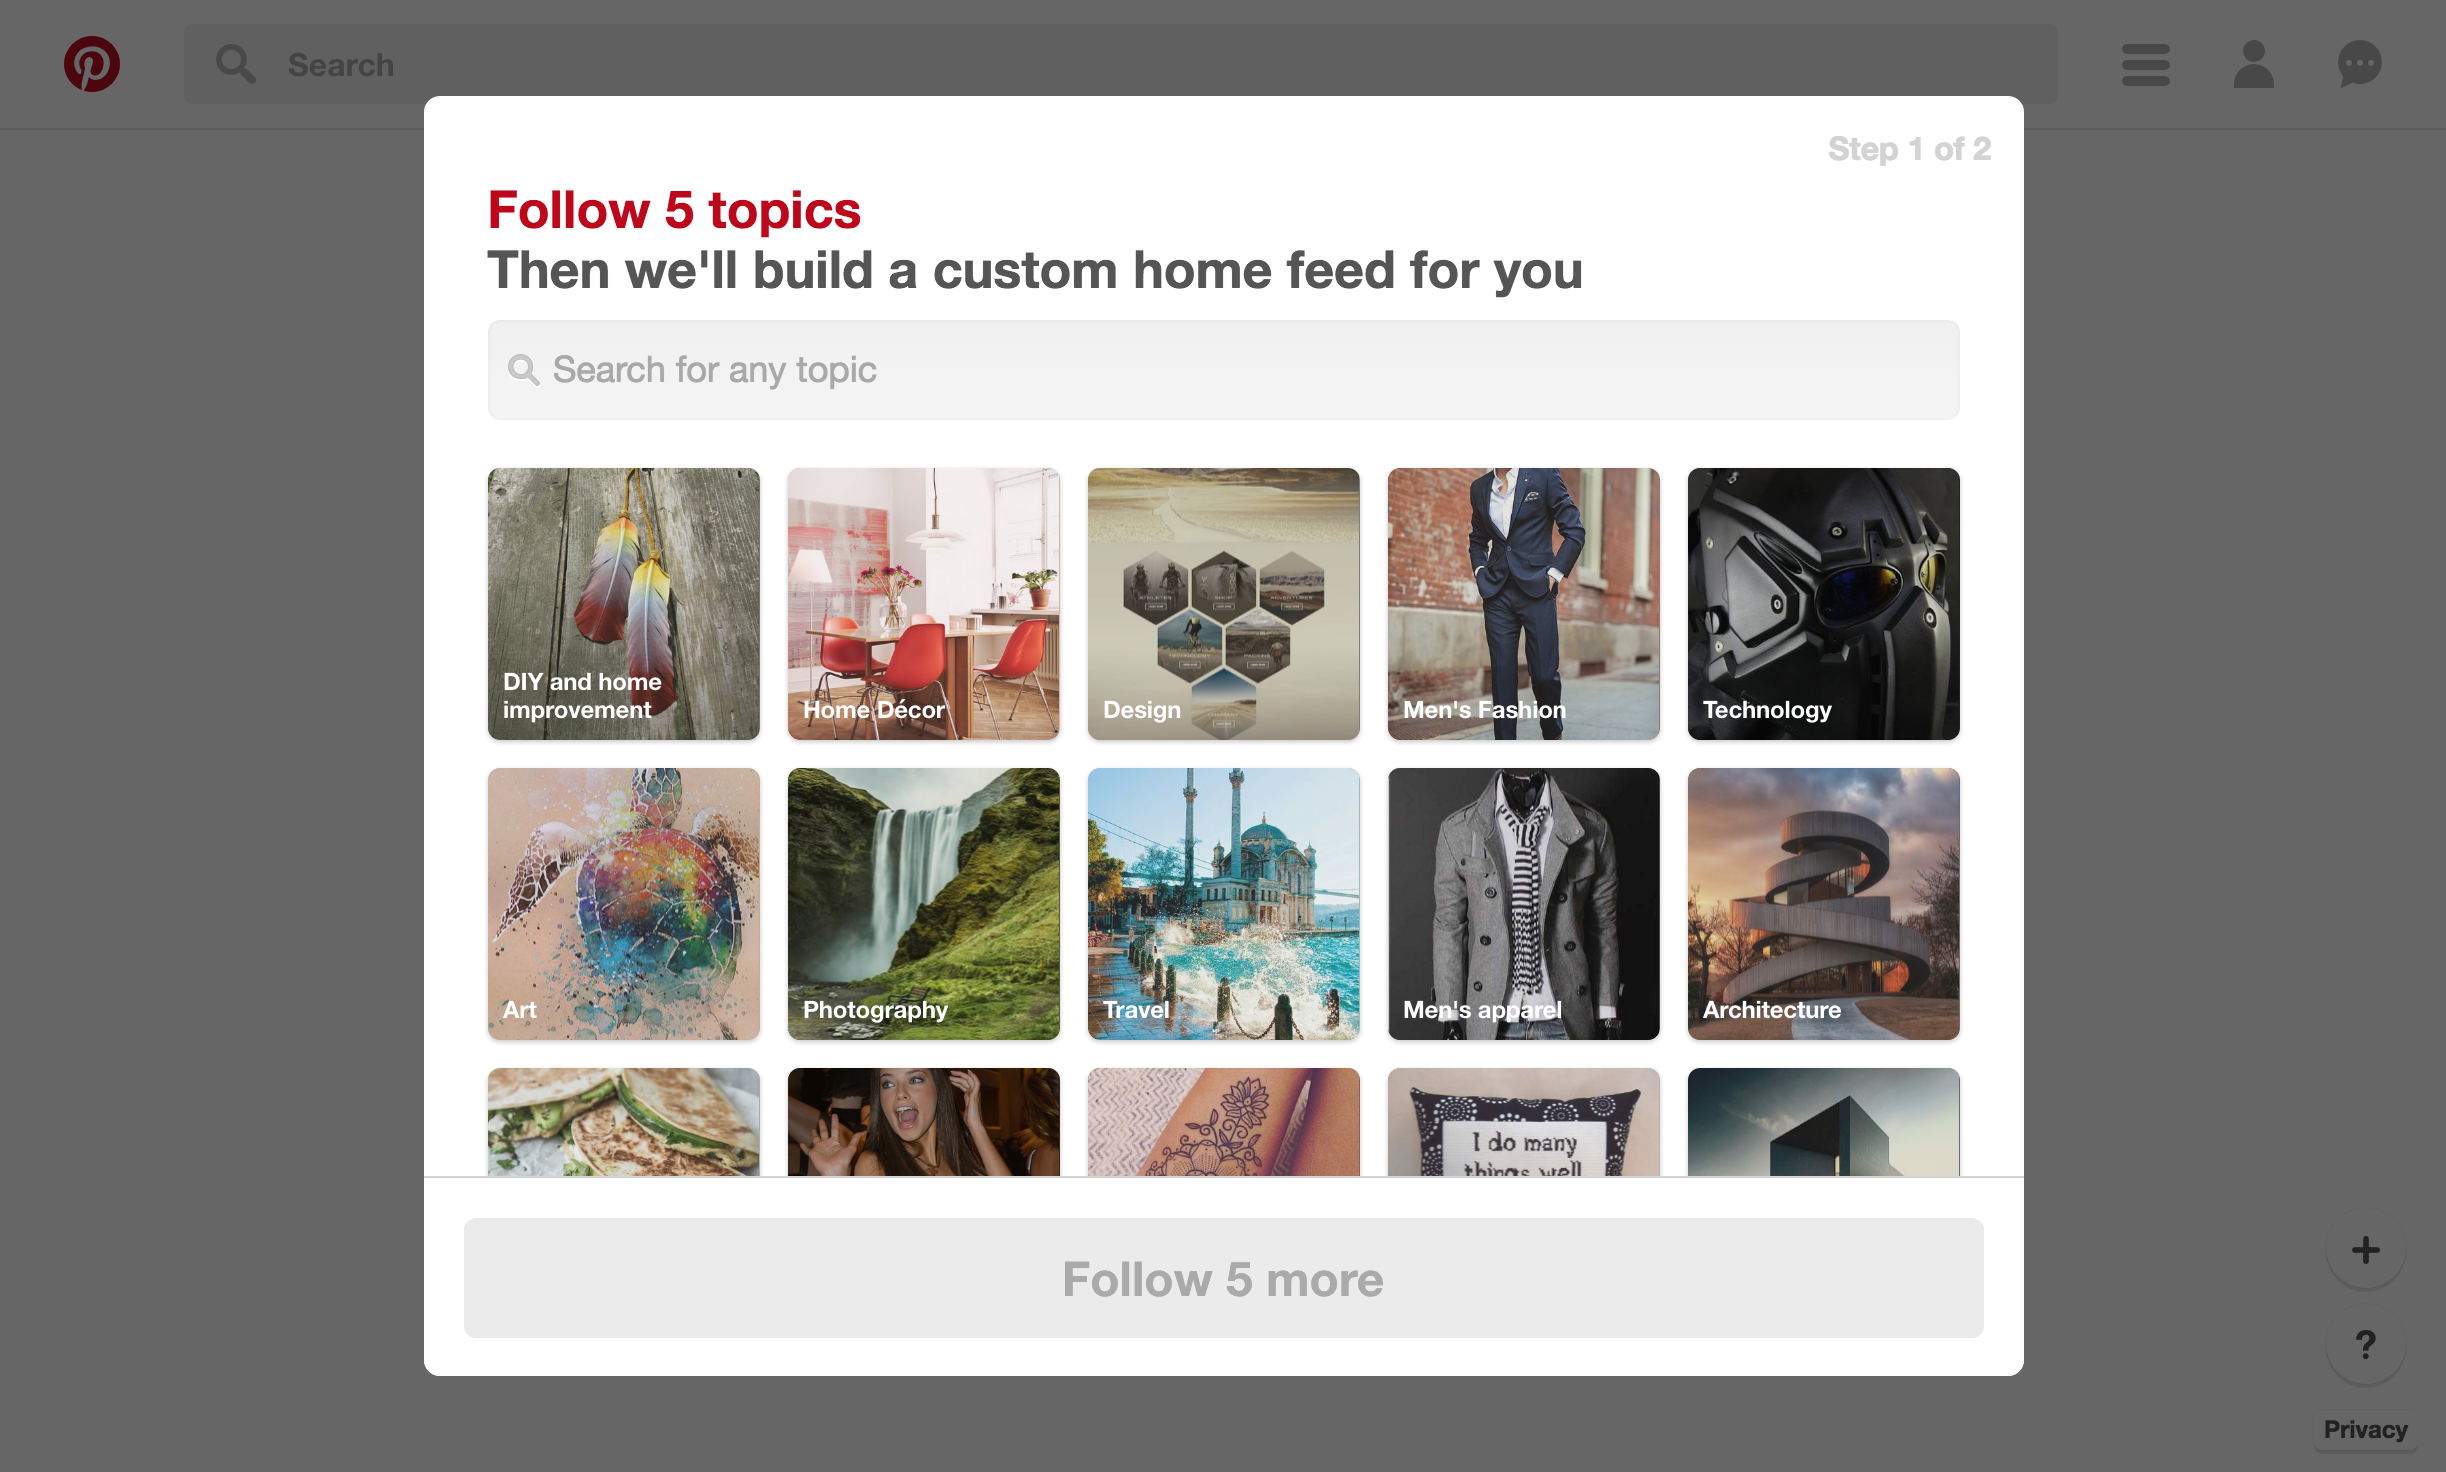 Search
Step 1 of 2
Follow 5 topics
Then we'll build a custom home feed for you
Search for any topic
DIY and home
improvement
Home Décor
Design
Men's Fashion
Technology
Art
Photography
Travel
Men's apparel
Architecture
I do many
things well
Follow 5 more
+
?
Privacy